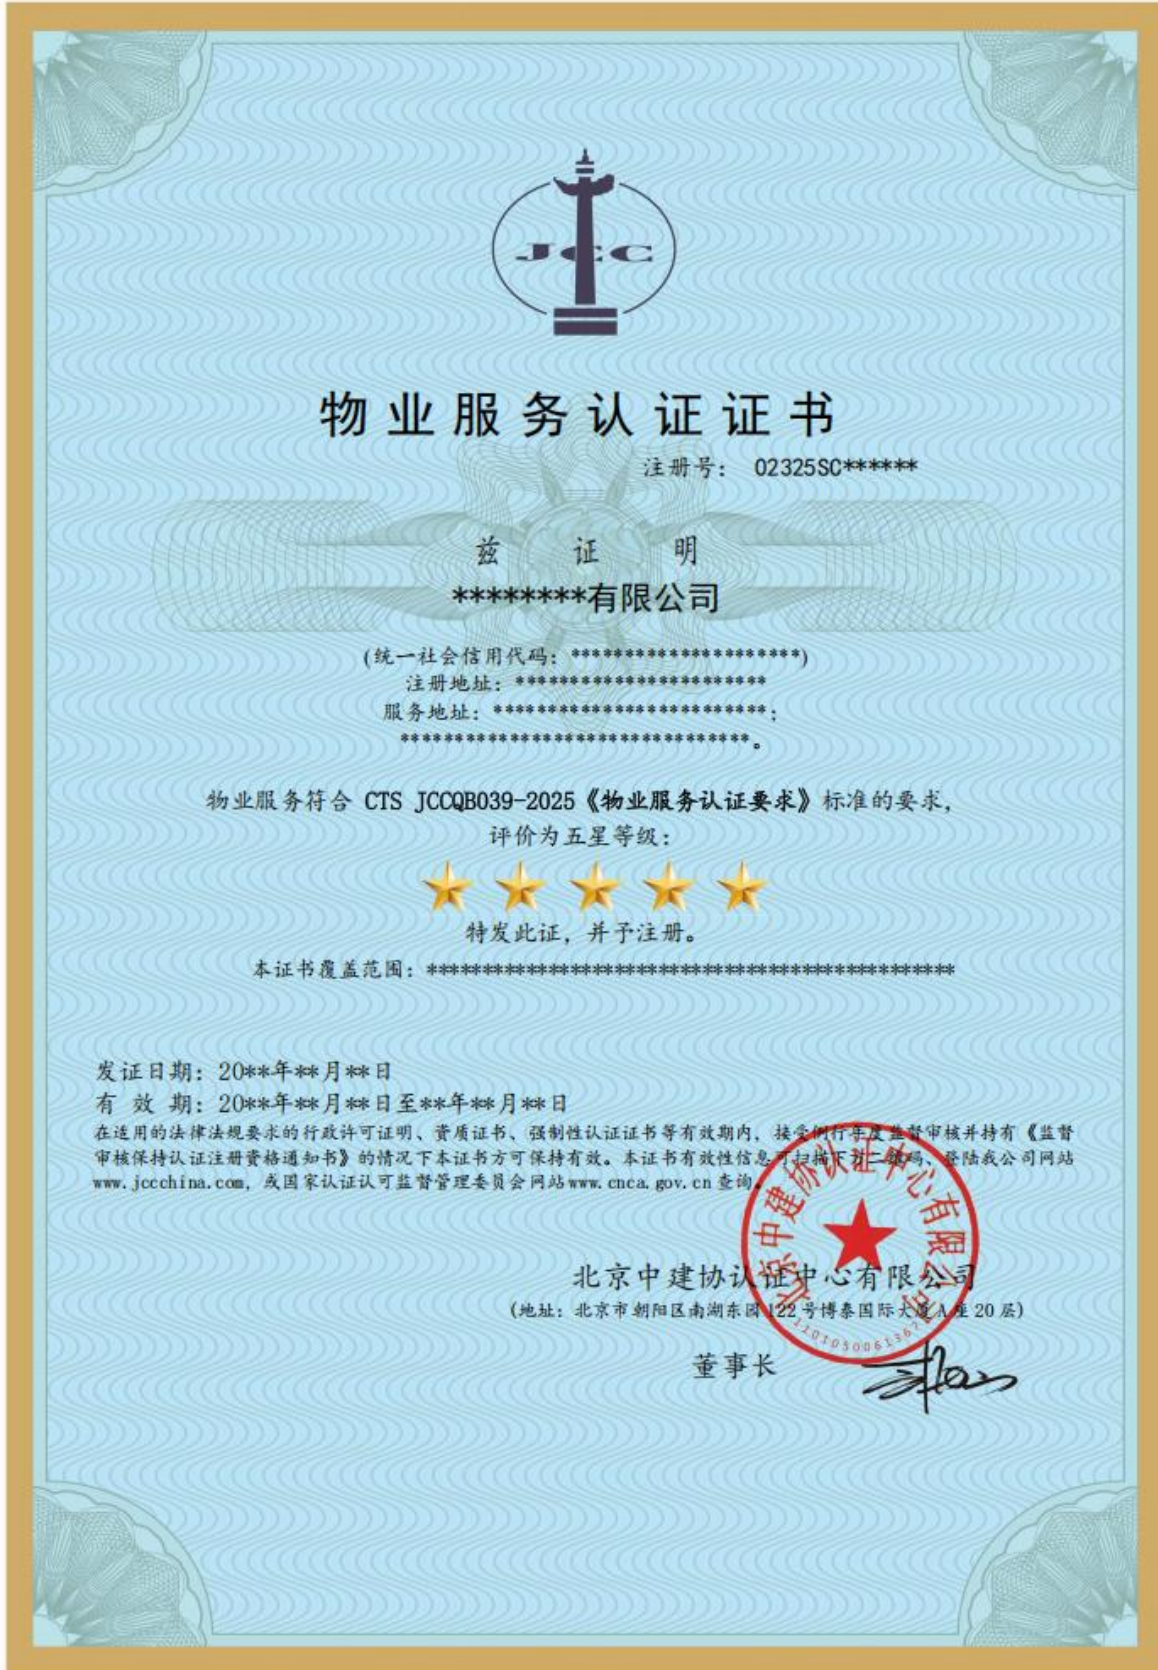 JCC
物业服务认证证书
注册号： 02325SC******
兹 证 明
********有限公司
(统一社会信用代码：*********************)
注册地址：***********************
服务地址：*************************；
********************************。
物业服务符合 CTS JCCQB039-2025《物业服务认证要求》标准的要求，
评价为五星等级：
特发此证，并予注册。
本证书覆盖范围：************************************************
发证日期：20**年**月**日
有 效 期：20**年**月**日至**年**月**日
在适用的法律法规要求的行政许可证明、资质证书、强制性认证证书等有效期内，接受例行年度监督审核并持有《监督
审核保持认证注册资格通知书》的情况下本证书方可保持有效。本证书有效性信息可扫描下方二维码、登陆我公司网站
www.jccchina.com，或国家认证认可监督管理委员会网站www.cnca.gov.cn查询。
北京中建协认证中心有限公司
北京中建协认证中心有限公司
(地址：北京市朝阳区南湖东园122号博泰国际大厦A座20层)
董事长